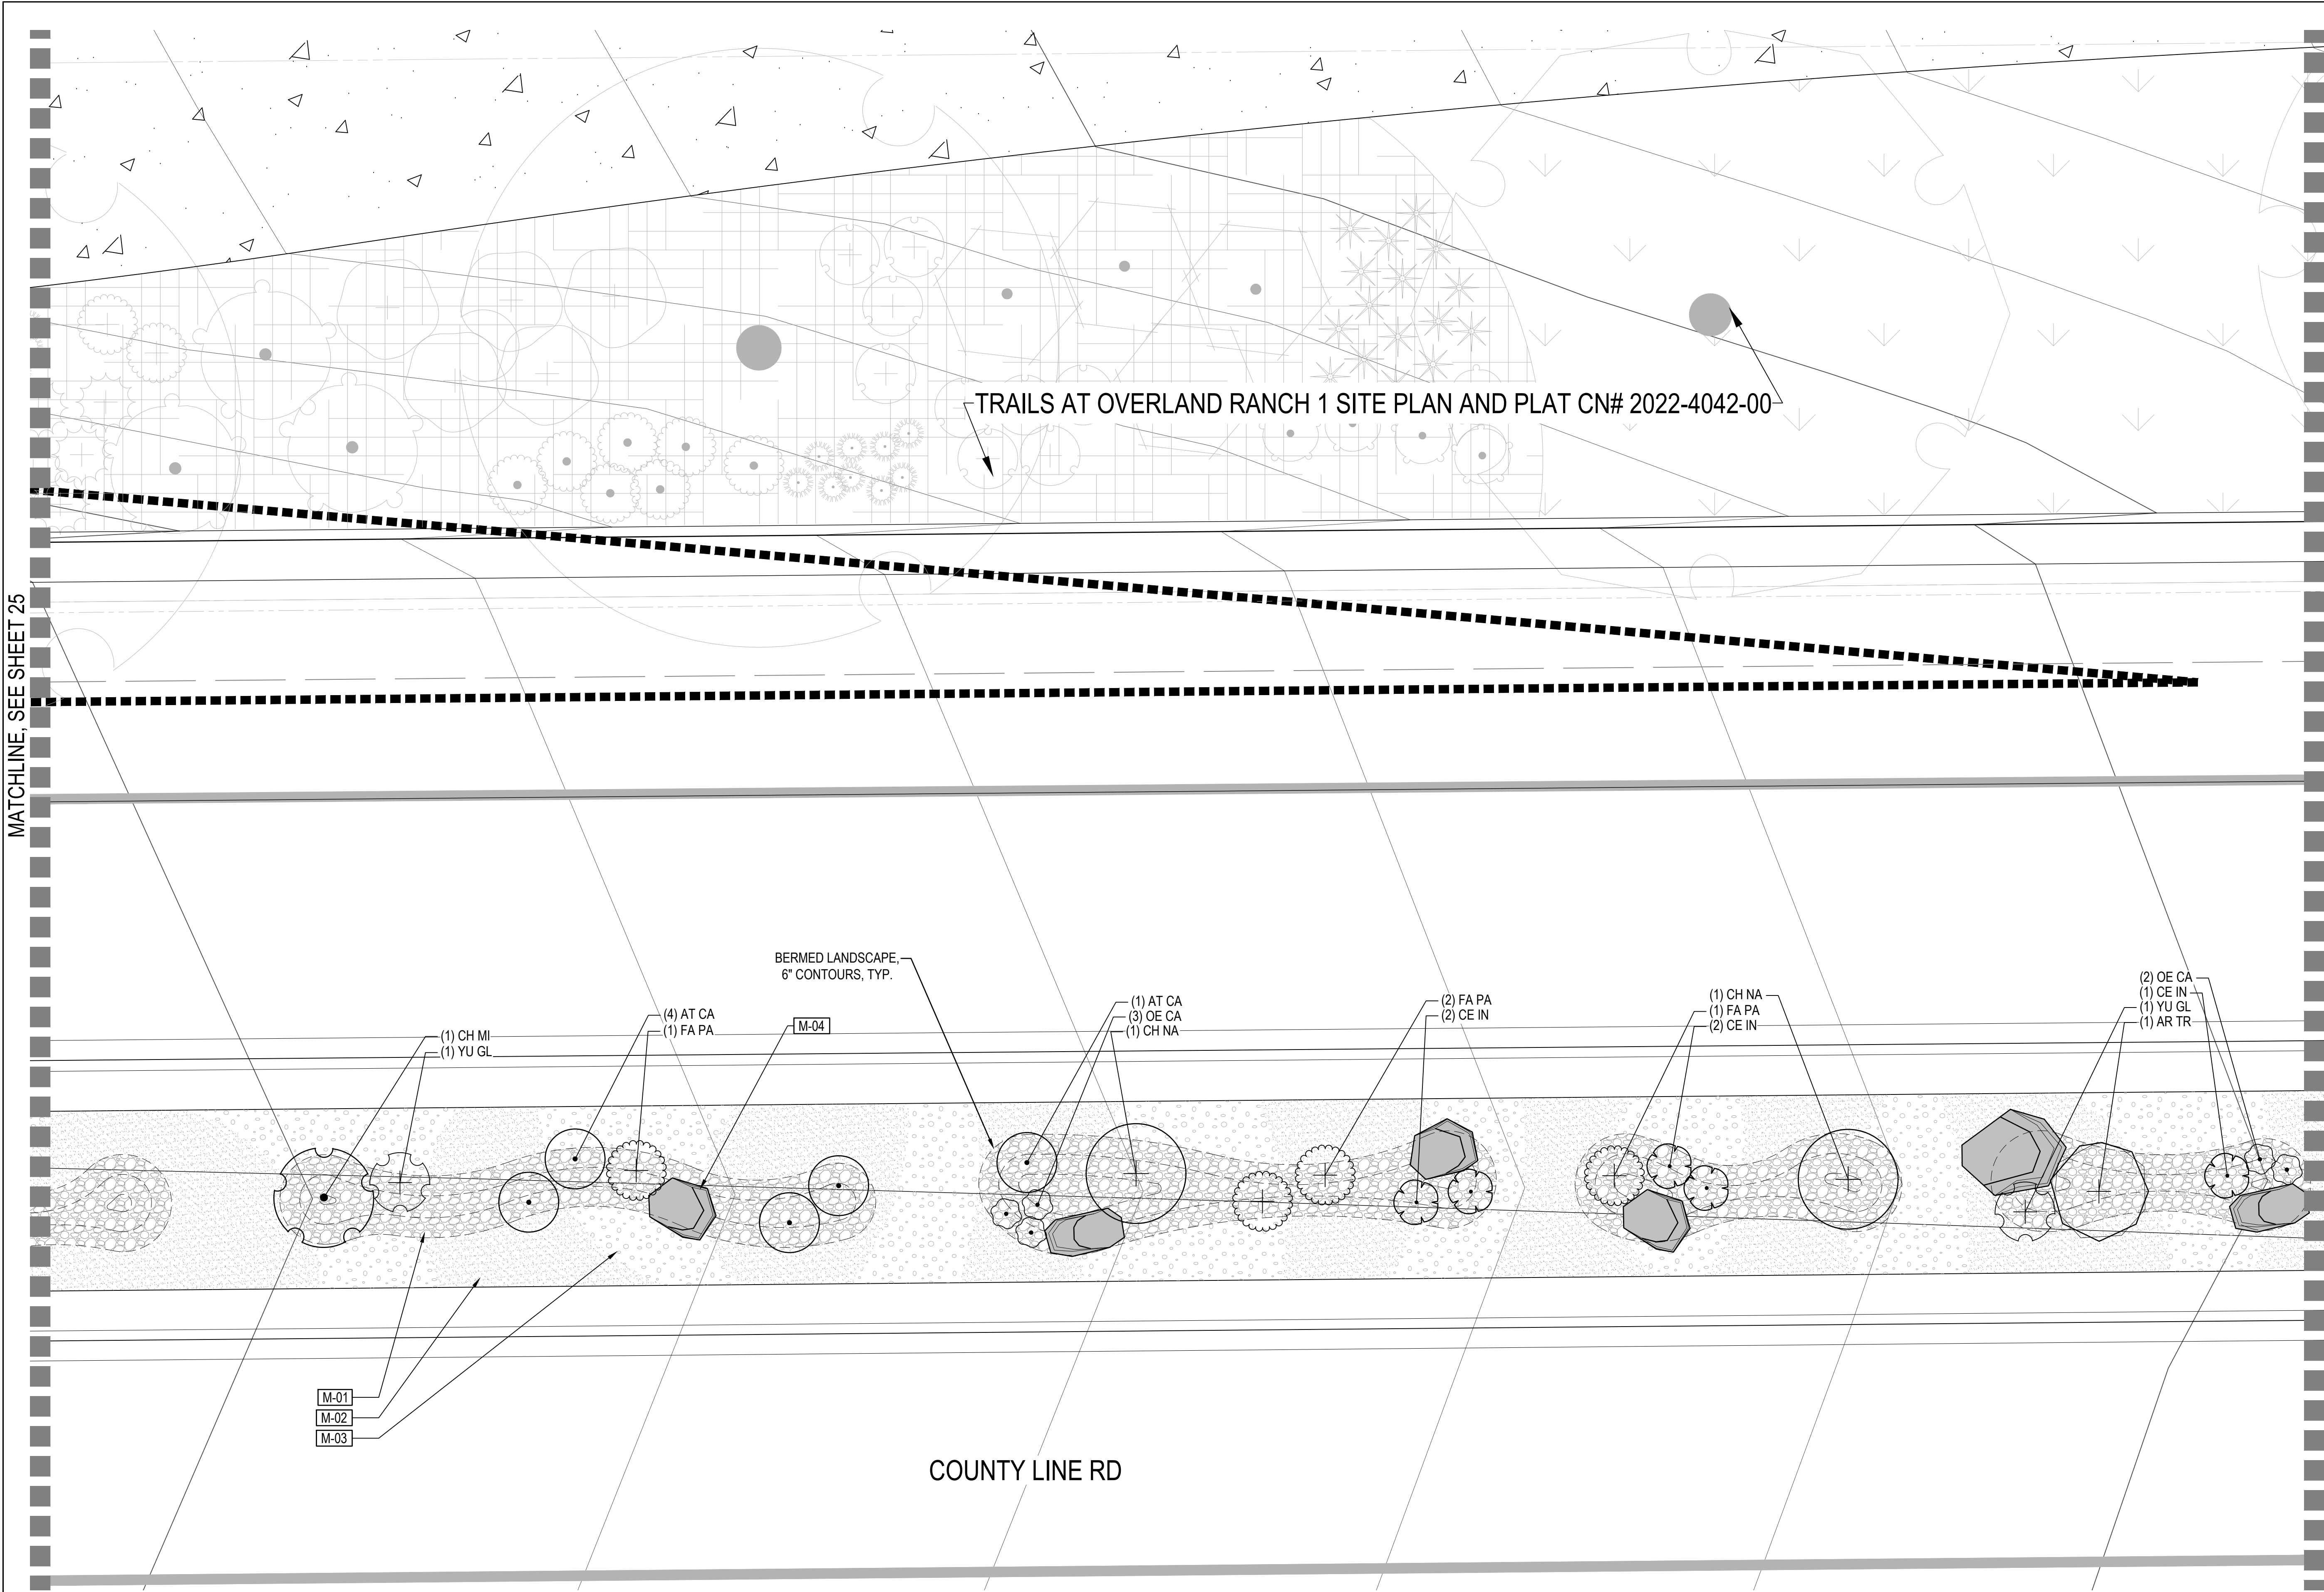 TRAILS AT OVERLAND RANCH 1 SITE PLAN AND PLAT CN# 2022-4042-00
MATCHLINE, SEE SHEET 25
BERMED LANDSCAPE,
6" CONTOURS, TYP.
(1) CH MI
(1) YU GL
(4) AT CA
(1) FA PA
M-04
(1) AT CA
(3) OE CA
(1) CH NA
(2) FA PA
(2) CE IN
(1) CH NA
(1) FA PA
(2) CE IN
(2) OE CA
(1) CE IN
(1) YU GL
(1) AR TR
M-01
M-02
M-03
COUNTY LINE RD